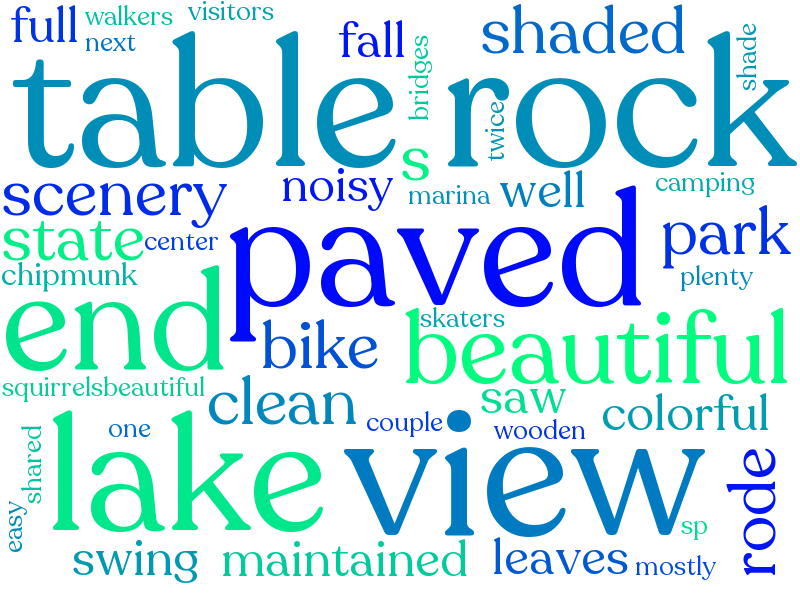 full
walkers
visitors
next
fall
bridges
shaded
shade
table
rock
twice
s
scenery
noisy
marina
well
camping
state
center
paved
park
chipmunk
plenty
end
bike
skaters
beautiful
squirrelsbeautiful
clean
saw
colorful
one
couple
wooden
shared
lake
view
rode
easy
sp
swing
maintained
leaves
mostly